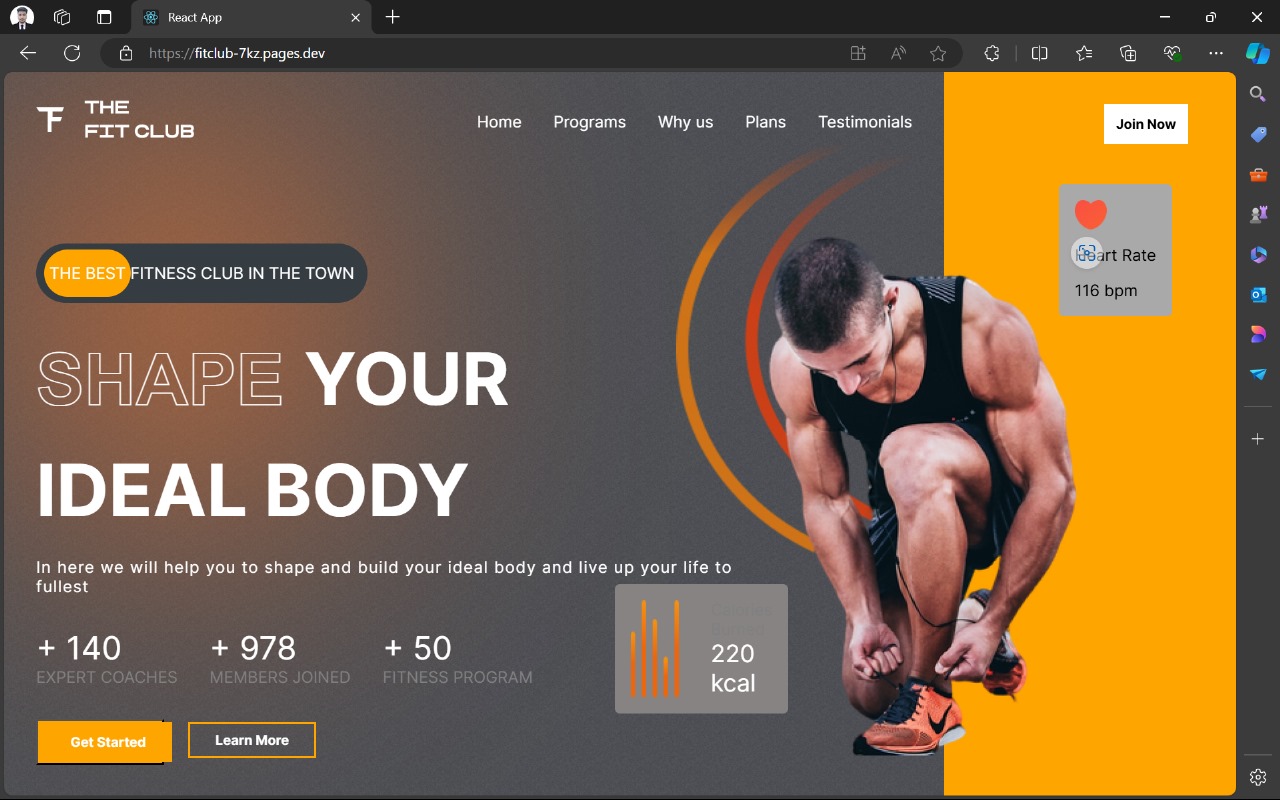 React App
https://fitclub-7kz.pages.dev
THE
FIT CLUB
Home Programs Why us Plans Testimonials
Join Now
Heart Rate
116 bpm
THE BEST FITNESS CLUB IN THE TOWN
SHAPE YOUR
IDEAL BODY
In here we will help you to shape and build your ideal body and live up your life to
fullest
Calories
Burned
220
kcal
+ 140 + 978 + 50
EXPERT COACHES MEMBERS JOINED FITNESS PROGRAM
Get Started Learn More